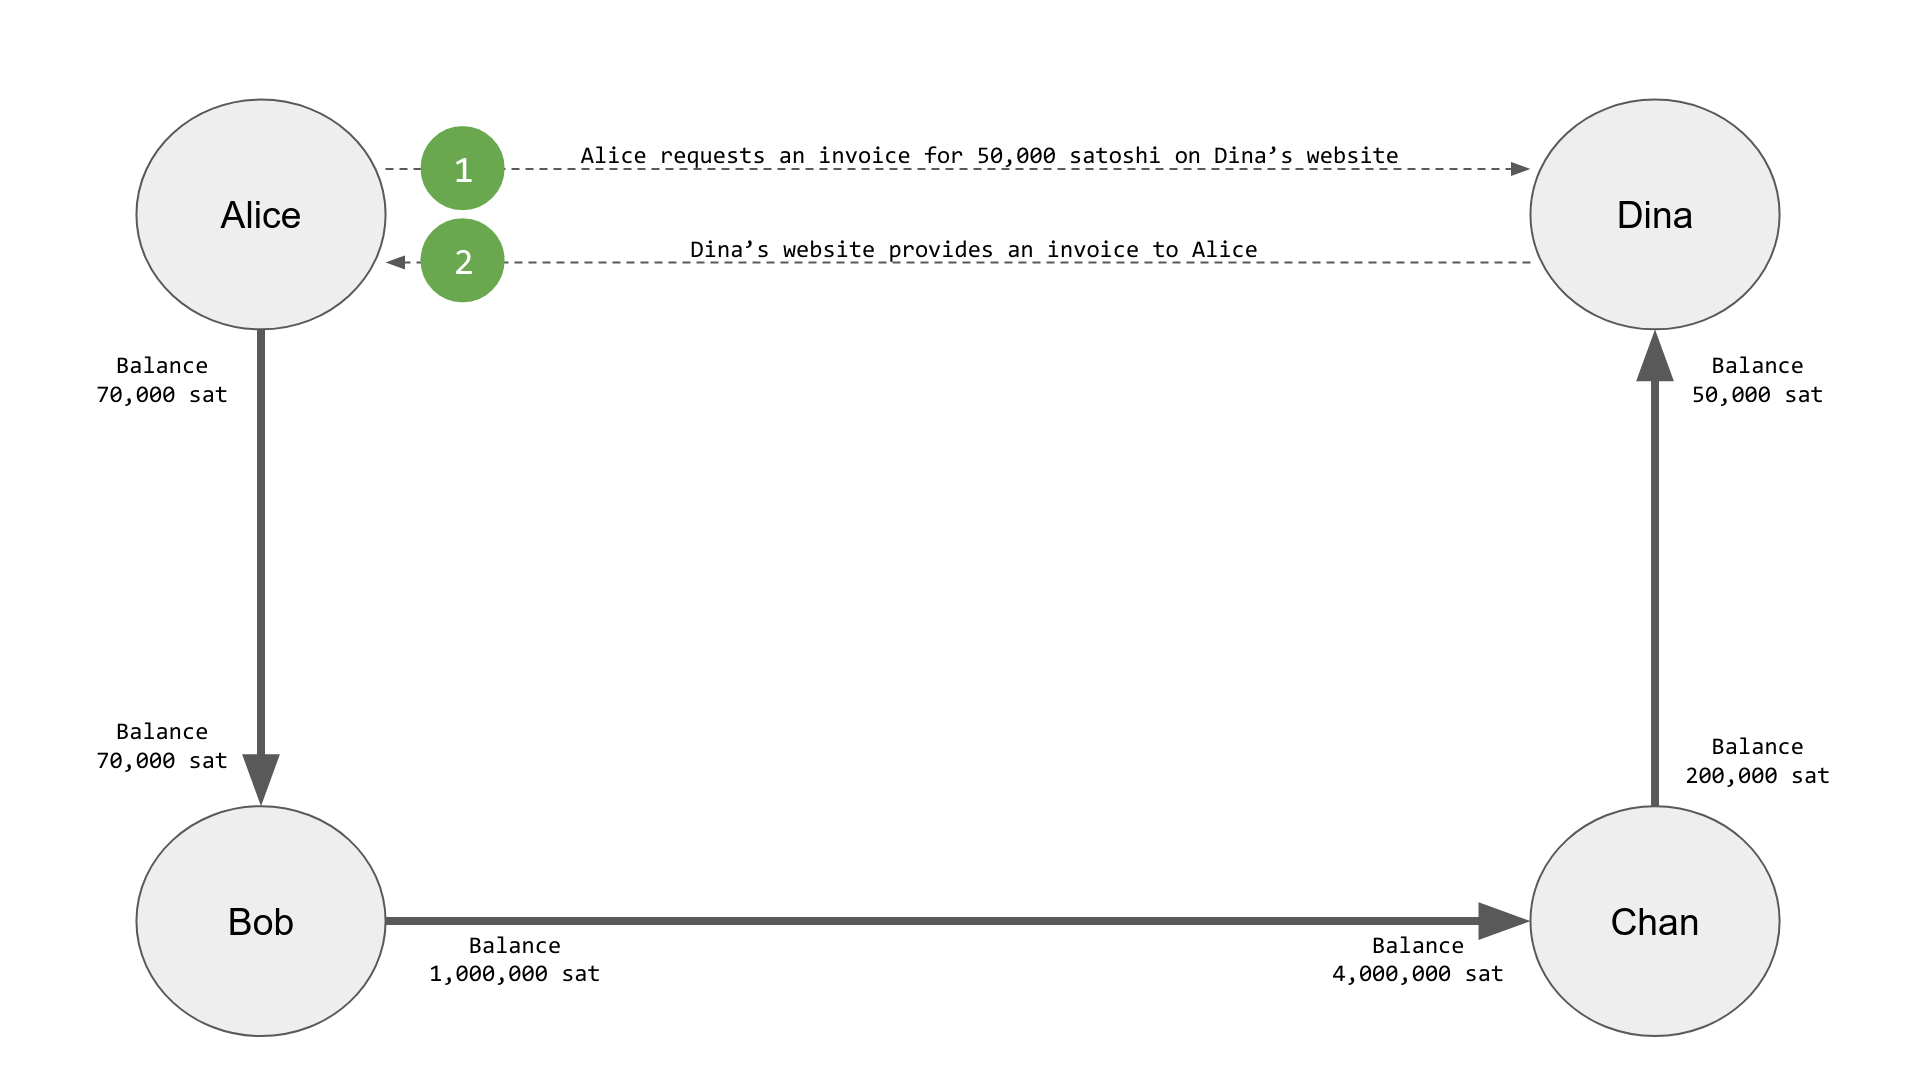 Alice
1
Alice requests an invoice for 50,000 satoshi on Dina’s website
2
Dina’s website provides an invoice to Alice
Dina
Balance
70,000 sat
Balance
50,000 sat
Balance
70,000 sat
Balance
200,000 sat
Bob
Balance
1,000,000 sat
Balance
4,000,000 sat
Chan